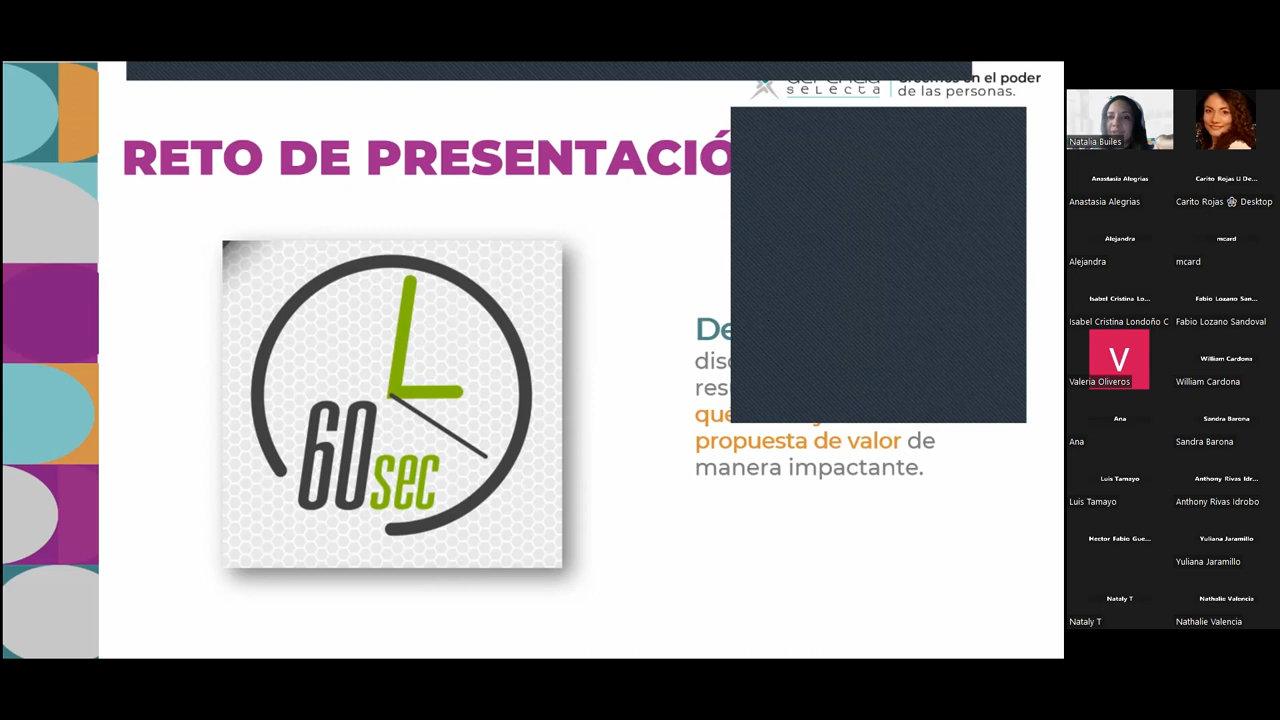 en el poder
selecta
de las personas.
RETO DE PRESENTACIÓ
60sec
propuesta de valor de
manera impactante.
Natalia Builes
Anastasia Alegrias
Carito Rojas LI De...
Anastasia Alegrias
Carito Rojas Desktop
Alejandra
mcard
Alejandra
mcard
Isabel Cristina Lo...
Fabio Lozano San...
Isabel Cristina Londoño C
Fabio Lozano Sandoval
V
William Cardona
Valeria Oliveros
William Cardona
Ana
Sandra Barona
Ana
Sandra Barona
Luis Tamayo
Anthony Rivas Idr...
Luis Tamayo
Anthony Rivas Idrobo
Hector Fabio Gue...
Yuliana Jaramillo
Yuliana Jaramillo
Nataly T
Nathalie Valencia
Nataly T
Nathalie Valencia